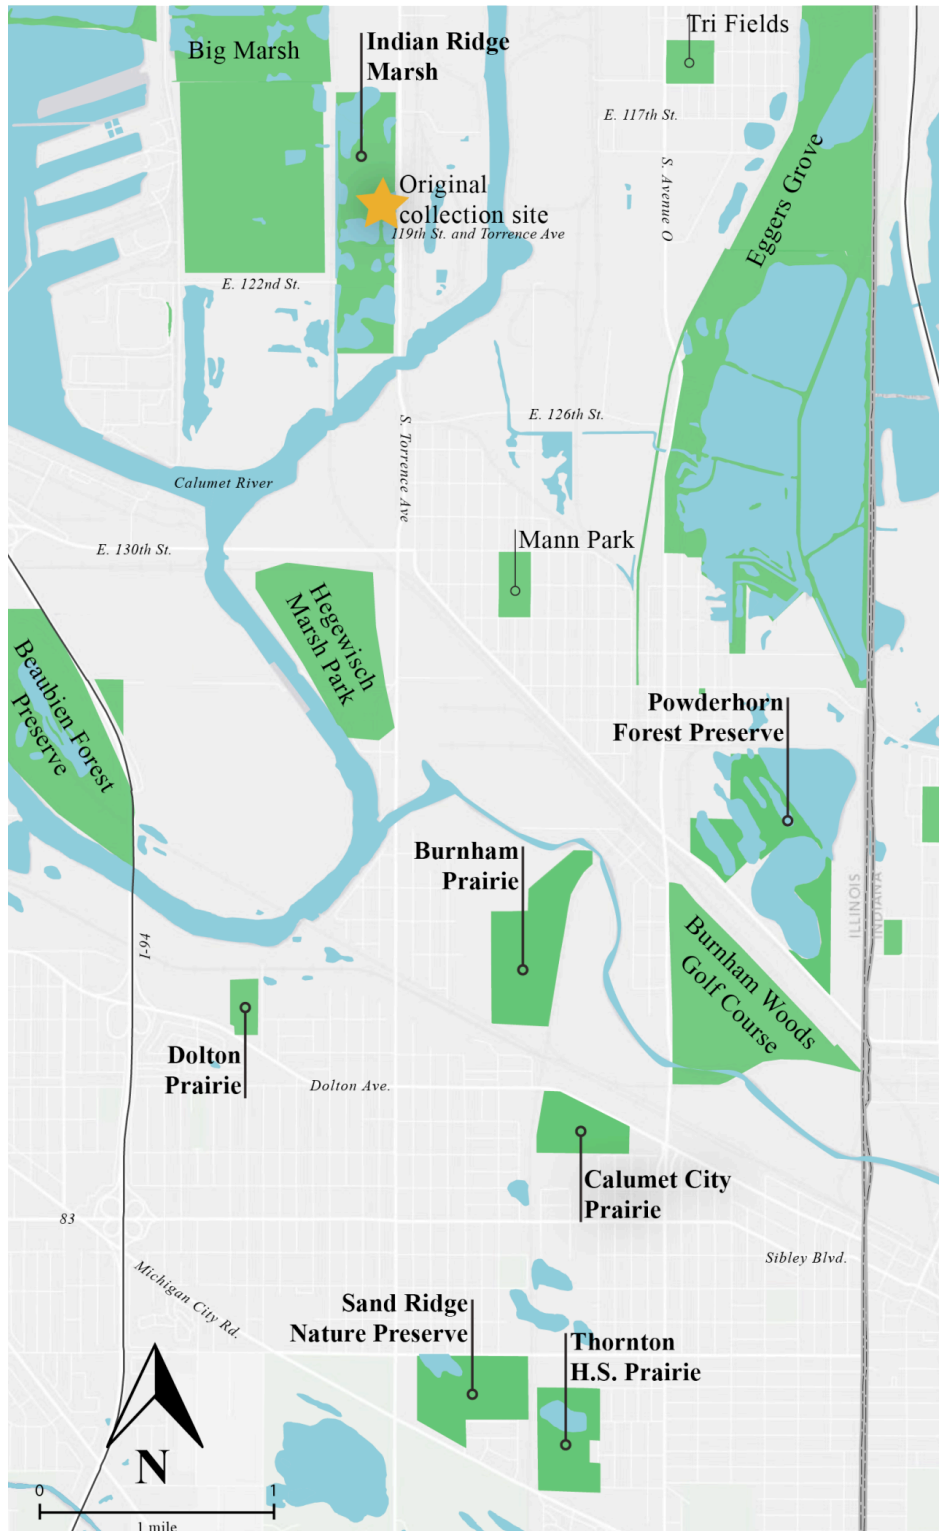 Tri Fields
Indian Ridge
Marsh
Big Marsh
E. 117th St.
S. Avenue O
Eggers Grove
Original
collection site
119th St. and Torrence Ave
E. 122nd St.
E. 126th St.
S. Torrence Ave
Calumet River
Mann Park
E. 130th St.
Hegewisch
Marsh Park
Beaubien Forest
Preserve
Powderhorn
Forest Preserve
Burnham
Prairie
ILLINOIS
INDIANA
Burnham Woods
Golf Course
I-94
Dolton
Prairie
Dolton Ave.
Calumet City
Prairie
83
Sibley Blvd.
Michigan City Rd.
Sand Ridge
Nature Preserve
Thornton
H.S. Prairie
N
0
1
1 mile